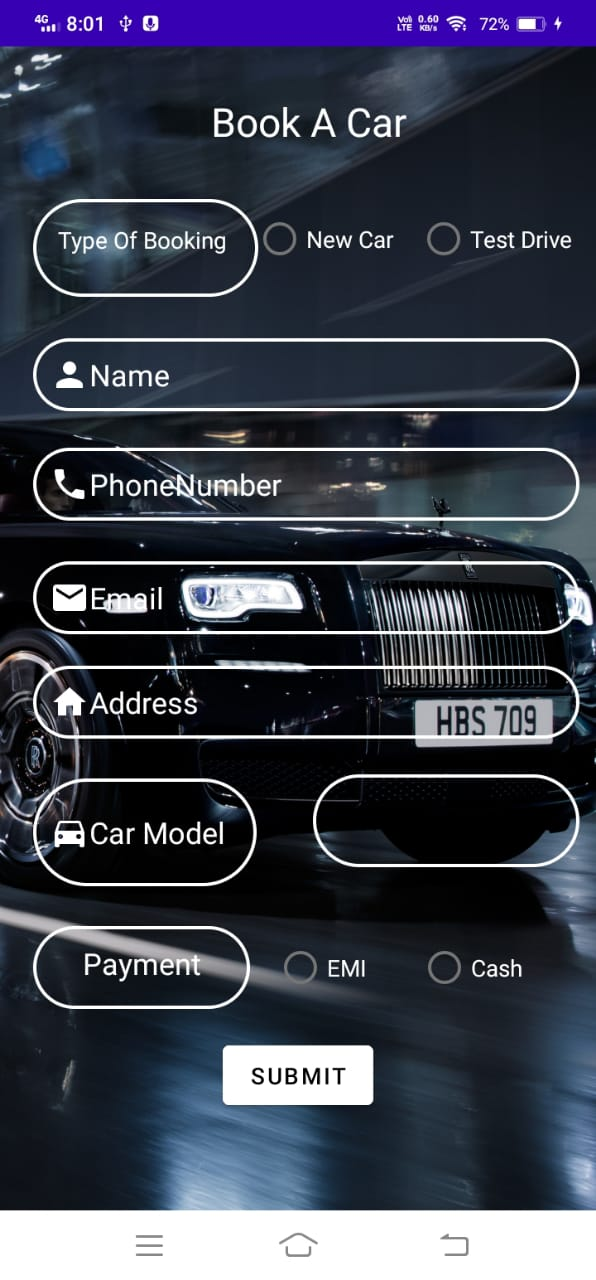 4G 8:01 VoB LTE 0.60 KB/s 72%
Book A Car
Type Of Booking New Car Test Drive
Name
PhoneNumber
Email
Address
HBS 709
Car Model
Payment EMI Cash
SUBMIT